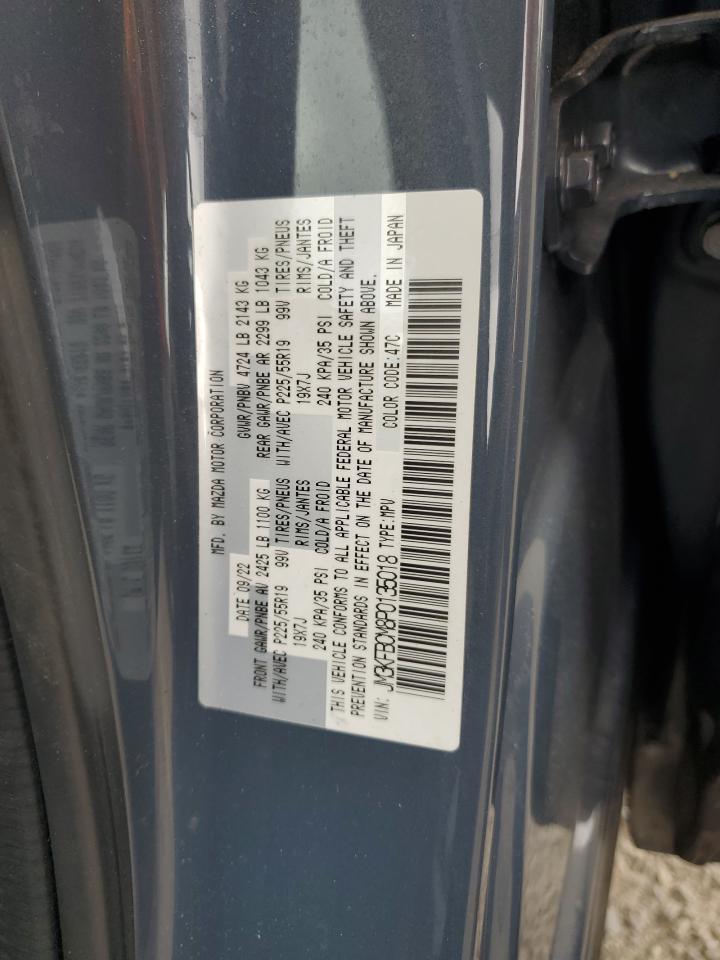 MFD. BY MAZDA MOTOR CORPORATION
DATE 09/22 GVWR/PNBV 4724 LB 2143 KG
FRONT GAWR/PNBE AV 2425 LB 1100 KG REAR GAWR/PNBE AR 2299 LB 1043 KG
WITH/AVEC P225/55R19 99V TIRES/PNEUS WITH/AVEC P225/55R19 99V TIRES/PNEUS
19X7J RIMS/JANTES 19X7J RIMS/JANTES
240 KPA/35 PSI COLD/A FROID 240 KPA/35 PSI COLD/A FROID
THIS VEHICLE CONFORMS TO ALL APPLICABLE FEDERAL MOTOR VEHICLE SAFETY AND THEFT
PREVENTION STANDARDS IN EFFECT ON THE DATE OF MANUFACTURE SHOWN ABOVE.
VIN: JM3KFBCM8P0135018 TYPE:MPV COLOR CODE:47C MADE IN JAPAN